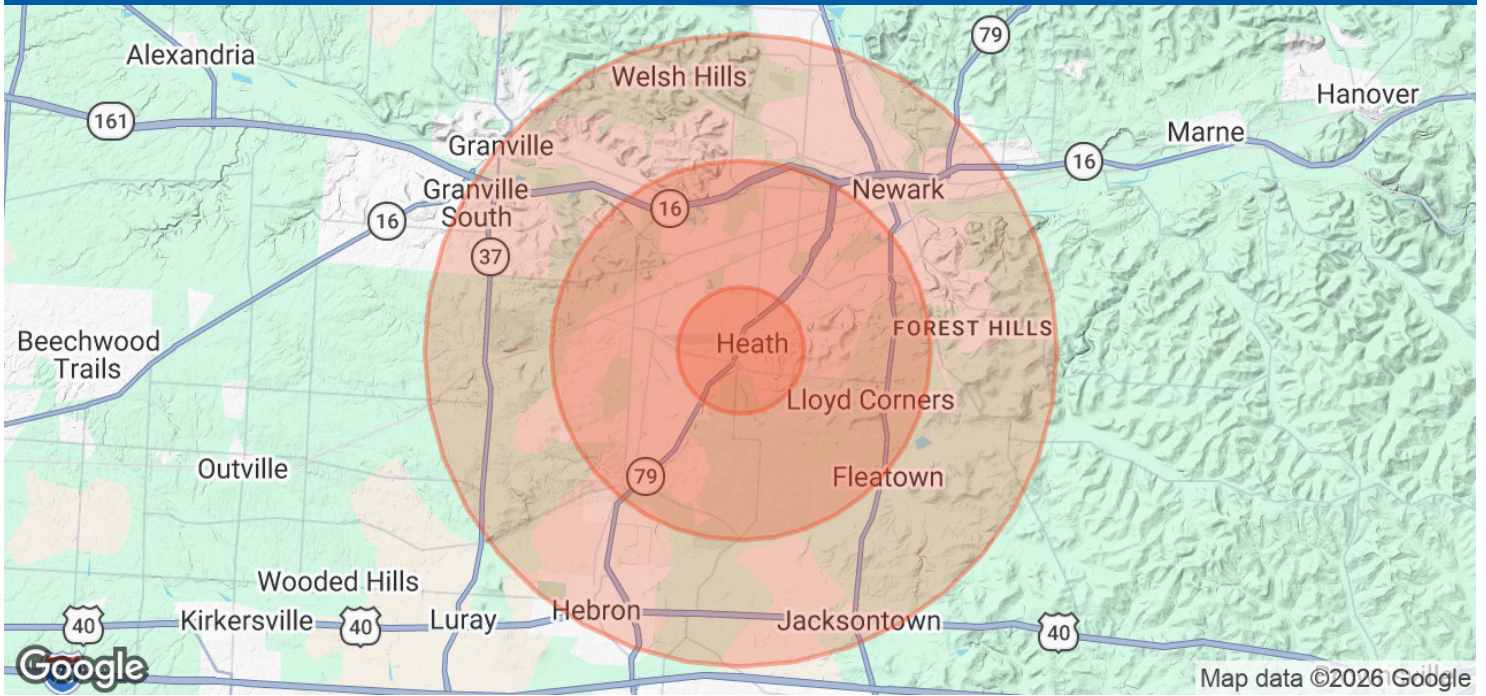 79
Alexandria
Welsh Hills
Hanover
161
Marne
Granville
16
Newark
Granville
South
16
16
37
FOREST HILLS
Beechwood
Trails
Heath
Lloyd Corners
Outville
79
Fleatown
Wooded Hills
Hebron
40
Kirkersville
40
Luray
Jacksontown
40
Google
Map data ©2026 Google